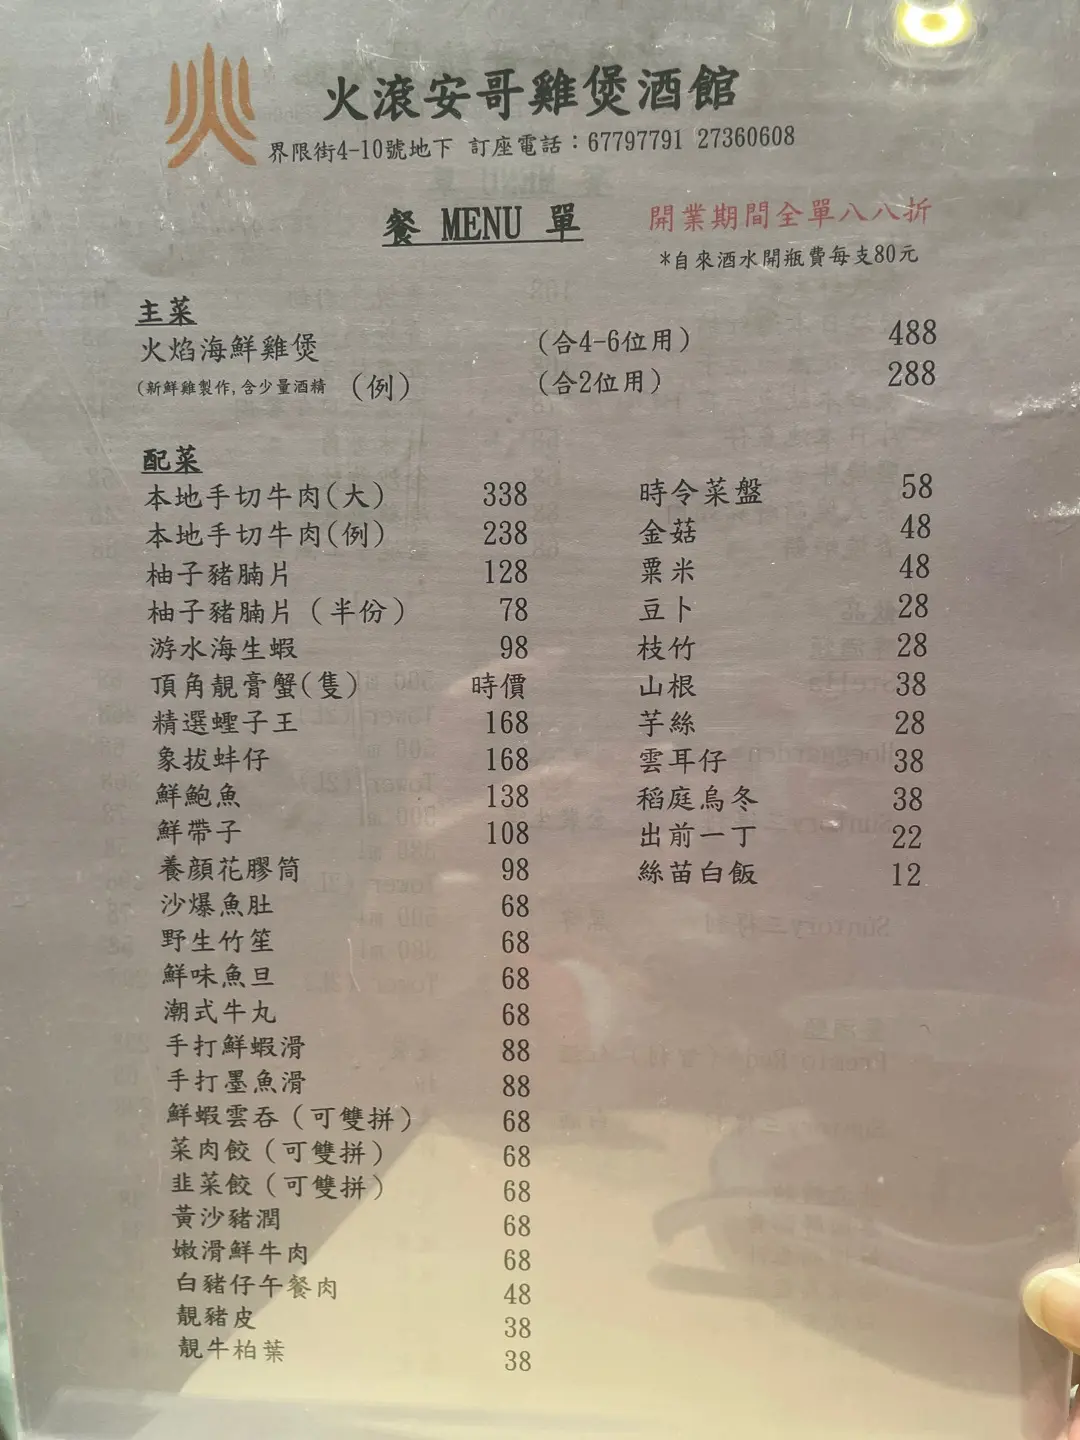 火滾安哥雞煲酒館
界限街4-10號地下 訂座電話：67797791 27360608
餐 MENU 單
開業期間全單八八折
*自來酒水開瓶費每支80元
主菜
火焰海鮮雞煲 (合4-6位用) 488
(新鮮雞製作,含少量酒精 (例) (合2位用) 288
配菜
本地手切牛肉(大) 338
本地手切牛肉(例) 238
柚子豬腩片 128
柚子豬腩片(半份) 78
游水海生蝦 98
頂角靚膏蟹(隻) 時價
精選蟶子王 168
象拔蚌仔 168
鮮鮑魚 138
鮮帶子 108
養顔花膠筒 98
沙爆魚肚 68
野生竹笙 68
鮮味魚旦 68
潮式牛丸 68
手打鮮蝦滑 88
手打墨魚滑 88
鮮蝦雲吞(可雙拼) 68
菜肉餃(可雙拼) 68
韭菜餃(可雙拼) 68
黃沙豬潤 68
嫩滑鮮牛肉 68
白豬仔午餐肉 48
靚豬皮 38
靚牛柏葉 38
時令菜盤 58
金菇 48
粟米 48
豆卜 28
枝竹 28
山根 38
芋絲 28
雲耳仔 38
稻庭烏冬 38
出前一丁 22
絲苗白飯 12